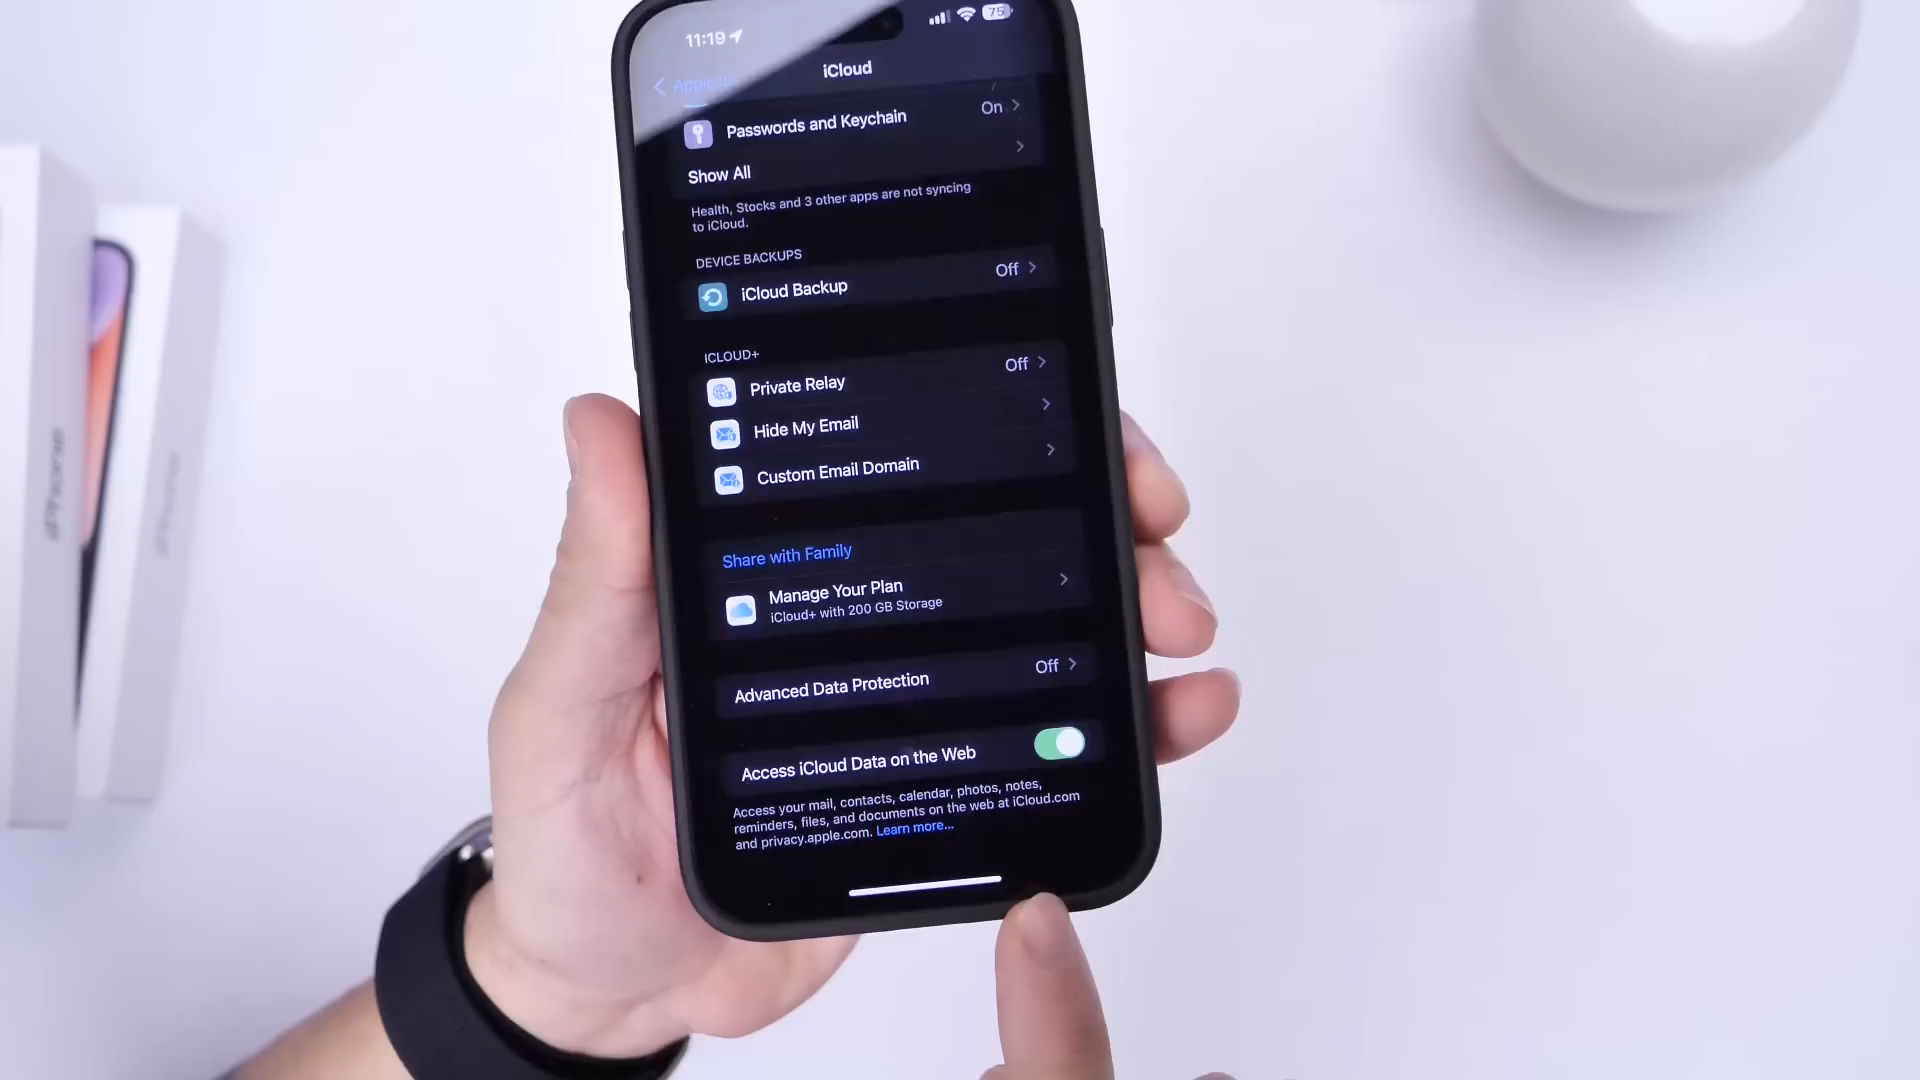 11:19
75
Apple ID
iCloud
Passwords and Keychain
On
Show All
Health, Stocks and 3 other apps are not syncing
to iCloud.
DEVICE BACKUPS
iCloud Backup
Off
ICLOUD+
Private Relay
Off
Hide My Email
Custom Email Domain
Share with Family
Manage Your Plan
iCloud+ with 200 GB Storage
Advanced Data Protection
Off
Access iCloud Data on the Web
Access your mail, contacts, calendar, photos, notes,
reminders, files, and documents on the web at iCloud.com
and privacy.apple.com. Learn more...
iPhone
iPhone